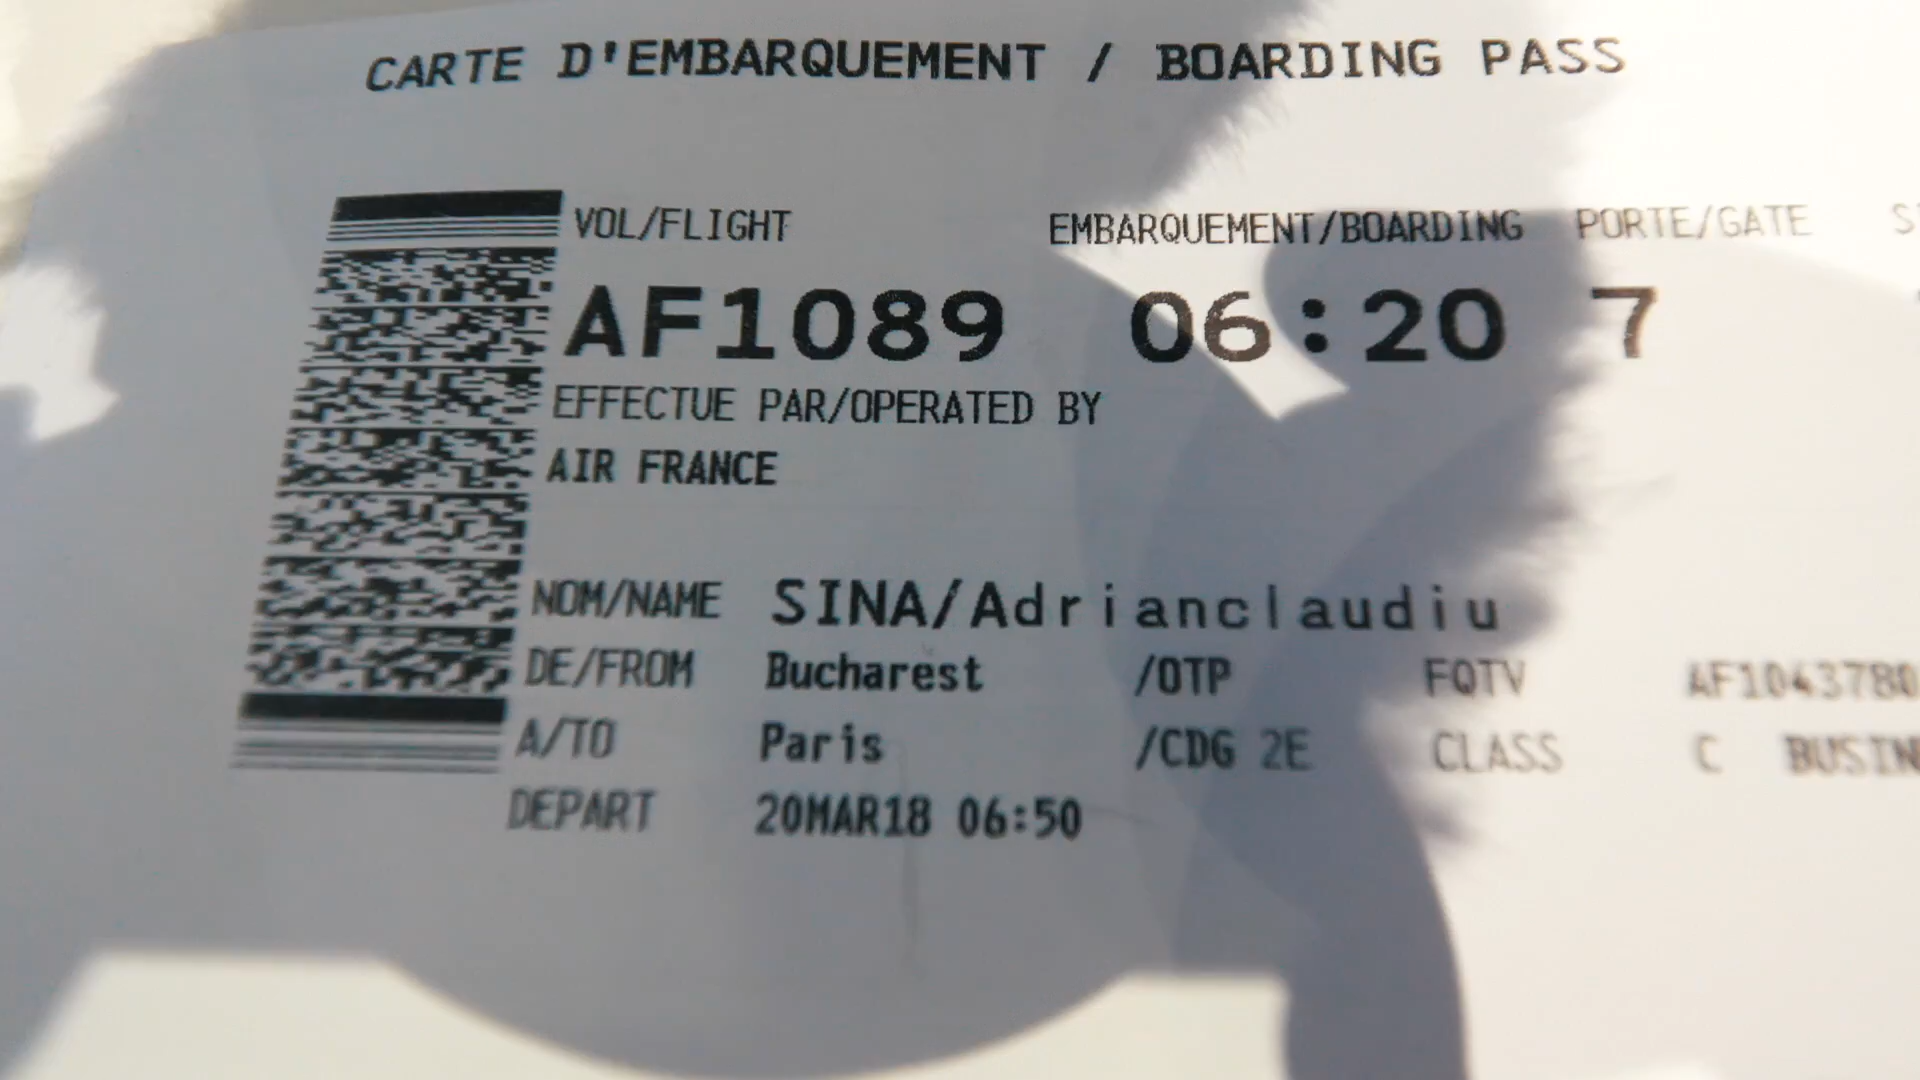 CARTE D'EMBARQUEMENT / BOARDING PASS
VOL/FLIGHT EMBARQUEMENT/BOARDING PORTE/GATE
AF1089 06:20 7
EFFECTUE PAR/OPERATED BY
AIR FRANCE
NOM/NAME SINA/Adrianclaudiu
DE/FROM Bucharest /OTP FQTV
A/TO Paris /CDG 2E CLASS C BUSIN
DEPART 20MAR18 06:50